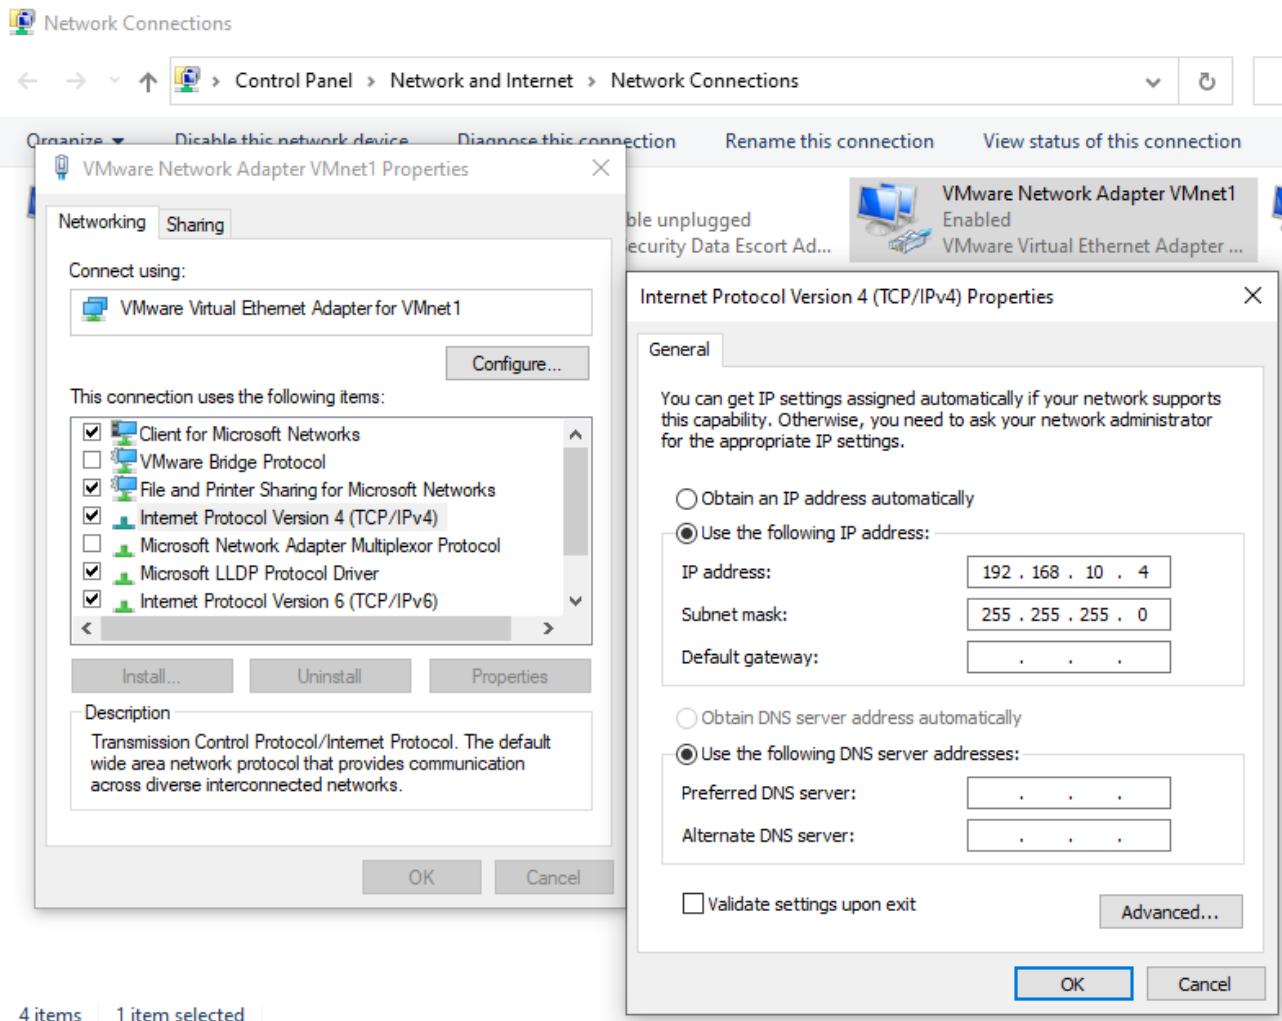 Network Connections
Control Panel > Network and Internet > Network Connections
Organize Disable this network device Diagnose this connection Rename this connection View status of this connection
VMware Network Adapter VMnet1 Properties
Networking
Sharing
Connect using:
VMware Virtual Ethernet Adapter for VMnet1
Configure...
This connection uses the following items:
Client for Microsoft Networks
VMware Bridge Protocol
File and Printer Sharing for Microsoft Networks
Internet Protocol Version 4 (TCP/IPv4)
Microsoft Network Adapter Multiplexor Protocol
Microsoft LLDP Protocol Driver
Internet Protocol Version 6 (TCP/IPv6)
Install... Uninstall Properties
Description
Transmission Control Protocol/Internet Protocol. The default
wide area network protocol that provides communication
across diverse interconnected networks.
OK Cancel
ble unplugged
ecurity Data Escort Ad...
VMware Network Adapter VMnet1
Enabled
VMware Virtual Ethernet Adapter ...
Internet Protocol Version 4 (TCP/IPv4) Properties
General
You can get IP settings assigned automatically if your network supports
this capability. Otherwise, you need to ask your network administrator
for the appropriate IP settings.
Obtain an IP address automatically
Use the following IP address:
IP address: 192 . 168 . 10 . 4
Subnet mask: 255 . 255 . 255 . 0
Default gateway: . . .
Obtain DNS server address automatically
Use the following DNS server addresses:
Preferred DNS server: . . .
Alternate DNS server: . . .
Validate settings upon exit
Advanced...
OK Cancel
4 items 1 item selected